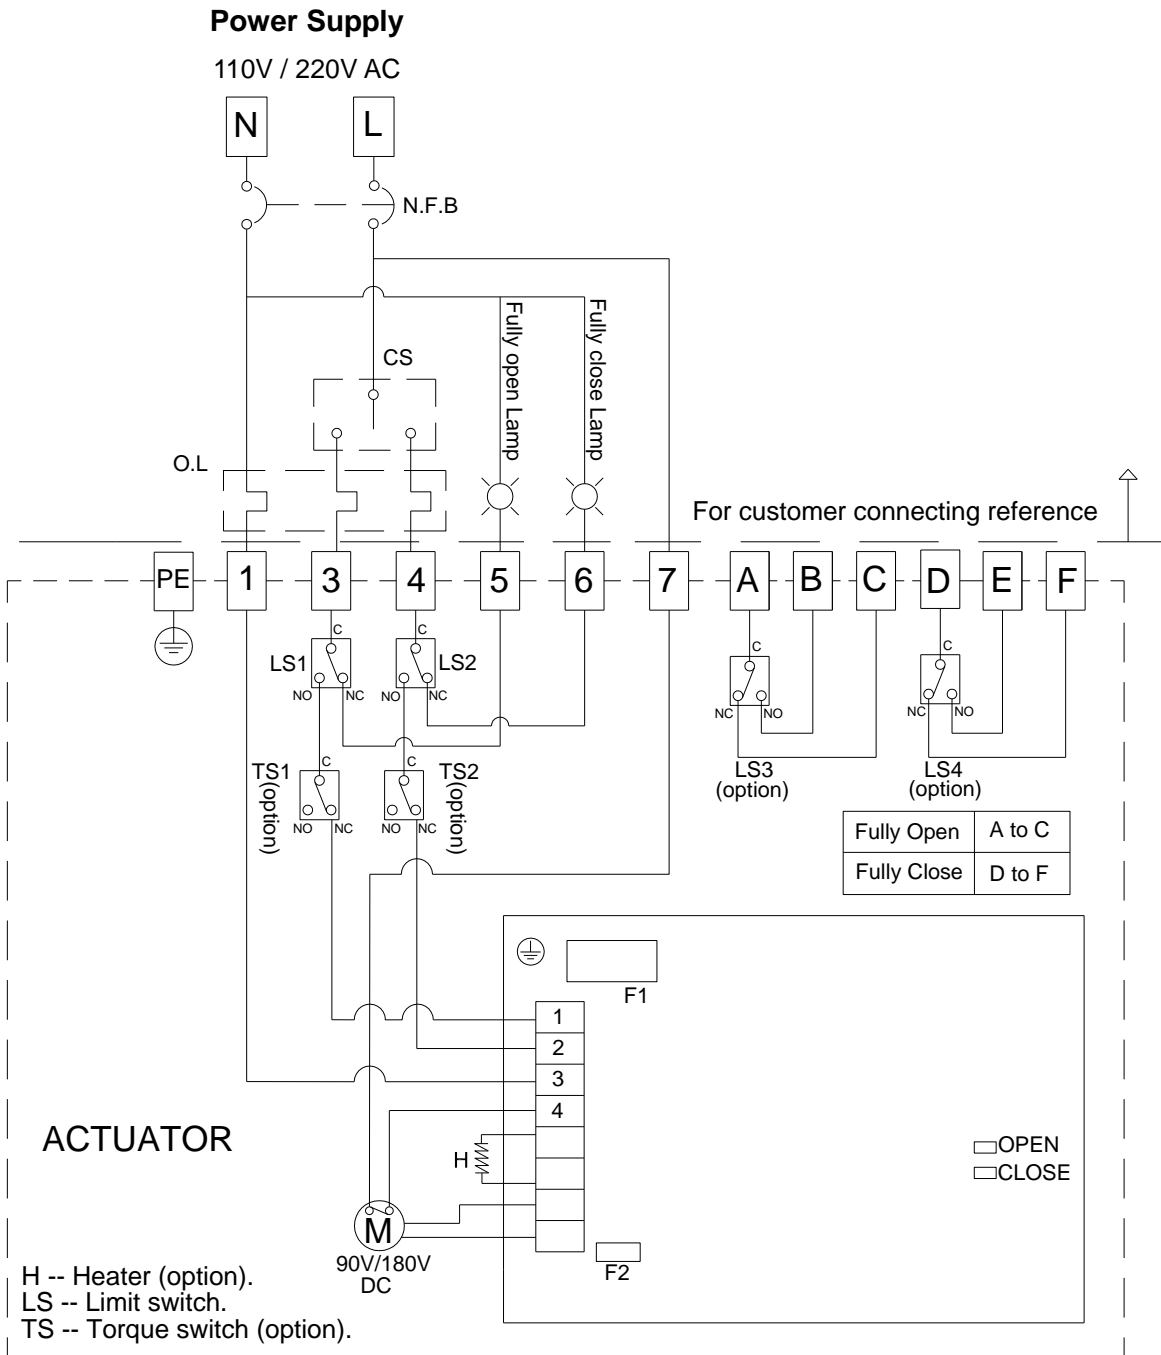 Power Supply
110V / 220V AC
N L
N.F.B
CS
Fully open Lamp
Fully close Lamp
O.L
For customer connecting reference
PE 1 3 4 5 6 7 A B C D E F
C C C C
LS1 LS2
NO NC NO NC NC NO NC NO
TS1 (option) C C TS2 (option)
LS3 (option)
LS4 (option)
NO NC NO NC
Fully Open A to C
Fully Close D to F
F1
1
2
3
4
ACTUATOR
H
OPEN
CLOSE
M
90V/180V
DC
F2
H -- Heater (option).
LS -- Limit switch.
TS -- Torque switch (option).